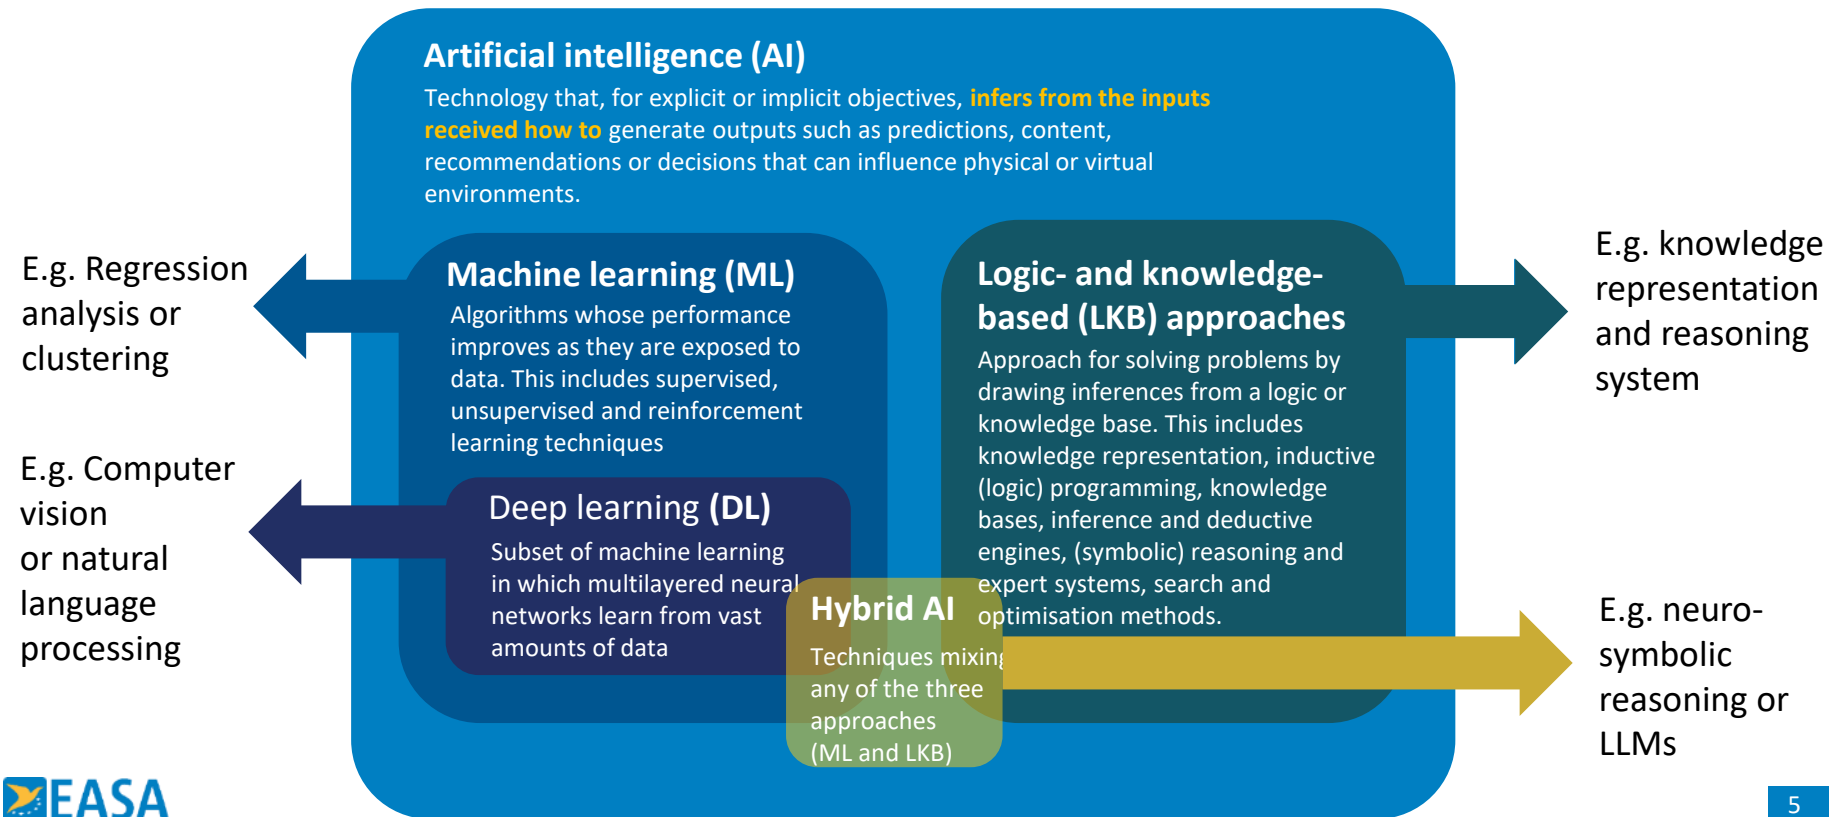 Artificial intelligence (AI)
Technology that, for explicit or implicit objectives, infers from the inputs
received how to generate outputs such as predictions, content,
recommendations or decisions that can influence physical or virtual
environments.
E.g. Regression
analysis or
clustering
Machine learning (ML)
Algorithms whose performance
improves as they are exposed to
data. This includes supervised,
unsupervised and reinforcement
learning techniques
Logic- and knowledge-
based (LKB) approaches
Approach for solving problems by
drawing inferences from a logic or
knowledge base. This includes
knowledge representation, inductive
(logic) programming, knowledge
bases, inference and deductive
engines, (symbolic) reasoning and
expert systems, search and
optimisation methods.
E.g. knowledge
representation
and reasoning
system
E.g. Computer
vision
or natural
language
processing
Deep learning (DL)
Subset of machine learning
in which multilayered neural
networks learn from vast
amounts of data
Hybrid AI
Techniques mixing
any of the three
approaches
(ML and LKB)
E.g. neuro-
symbolic
reasoning or
LLMs
EASA
5